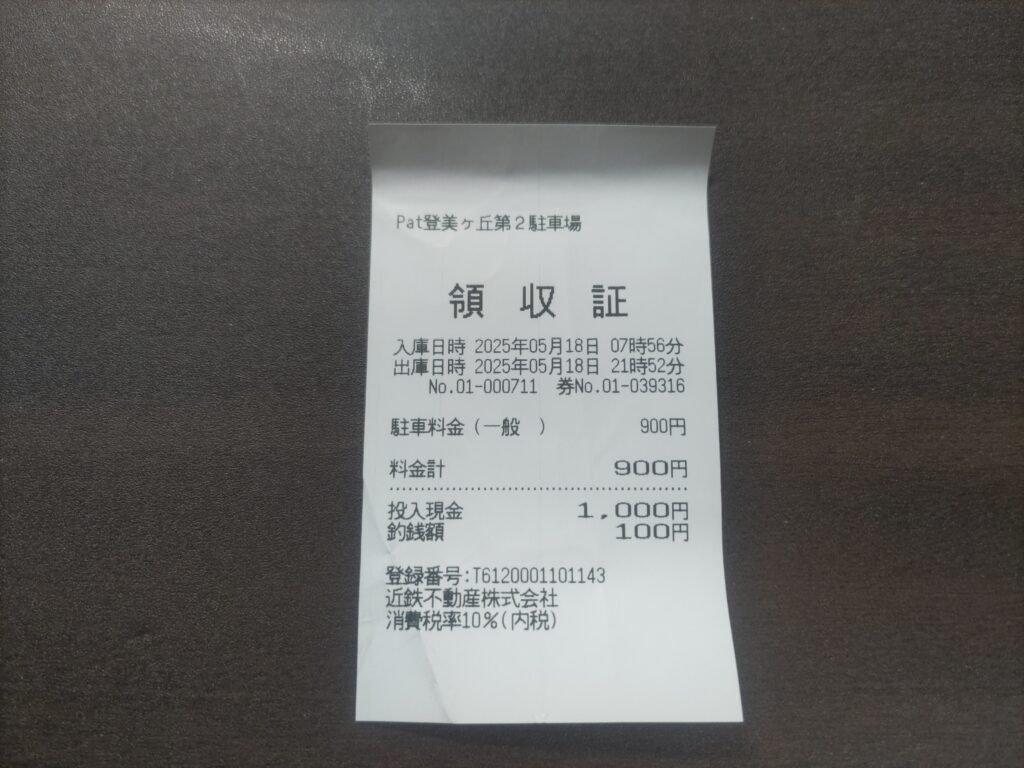 Pat登美ヶ丘第２駐車場
領 収 証
入庫日時 2025年05月18日 07時56分
出庫日時 2025年05月18日 21時52分
No.01-000711 券No.01-039316
駐車料金(一般 ) 900円
料金計 900円
投入現金 1,000円
釣銭額 100円
登録番号:T6120001101143
近鉄不動産株式会社
消費税率10%(内税)